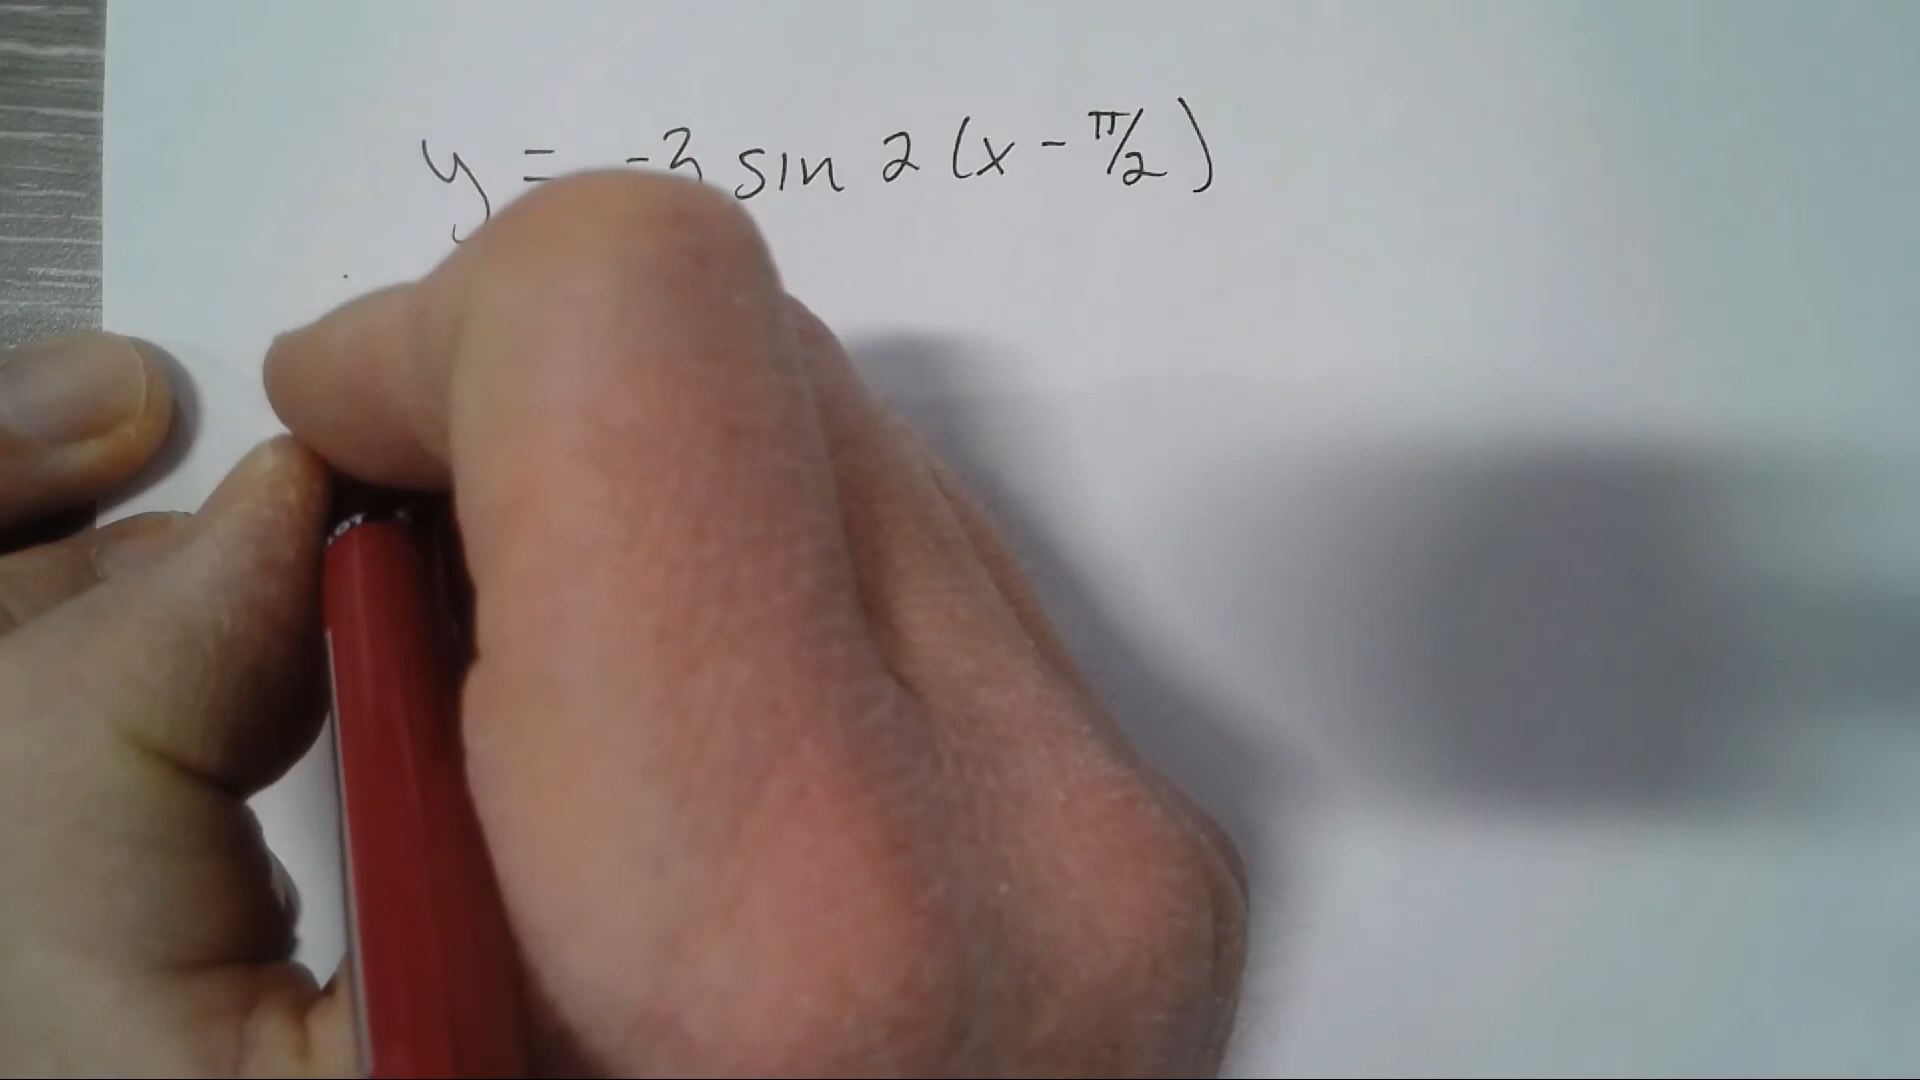 y = -3 sin 2 (x - π/2)